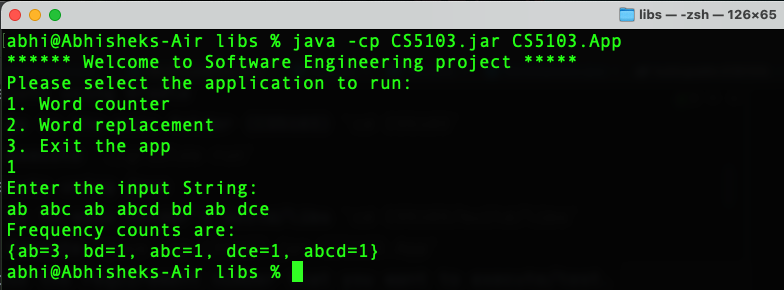 libs — -zsh — 126×65
abhi@Abhisheks-Air libs % java -cp CS5103.jar CS5103.App
****** Welcome to Software Engineering project *****
Please select the application to run:
1. Word counter
2. Word replacement
3. Exit the app
1
Enter the input String:
ab abc ab abcd bd ab dce
Frequency counts are:
{ab=3, bd=1, abc=1, dce=1, abcd=1}
abhi@Abhisheks-Air libs %